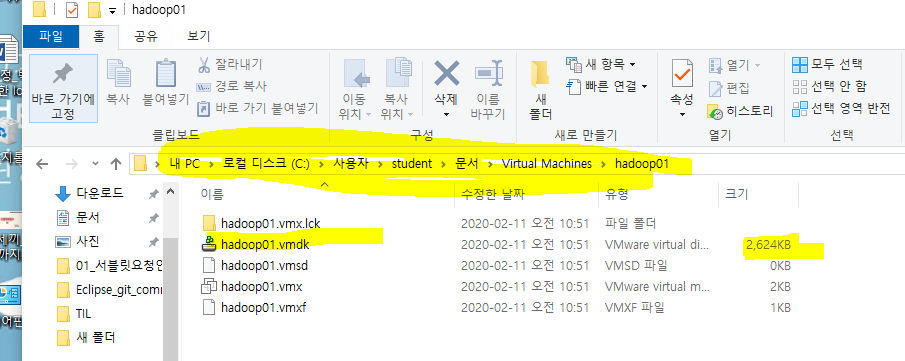 hadoop01
파일 홈 공유 보기
바로 가기에 고정
복사
붙여넣기
잘라내기
경로 복사
바로 가기 붙여넣기
클립보드
이동 위치
복사 위치
삭제
이름 바꾸기
구성
새 폴더
새 항목
빠른 연결
새로 만들기
속성
열기
편집
히스토리
열기
모두 선택
선택 안 함
선택 영역 반전
선택
내 PC > 로컬 디스크 (C:) > 사용자 > student > 문서 > Virtual Machines > hadoop01
다운로드
문서
사진
01_서블릿요청인
Eclipse_git_com
TIL
새 폴더
이름 수정한 날짜 유형 크기
hadoop01.vmx.lck 2020-02-11 오전 10:51 파일 폴더
hadoop01.vmdk 2020-02-11 오전 10:51 VMware virtual di... 2,624KB
hadoop01.vmsd 2020-02-11 오전 10:51 VMSD 파일 0KB
hadoop01.vmx 2020-02-11 오전 10:51 VMware virtual m... 2KB
hadoop01.vmxf 2020-02-11 오전 10:51 VMXF 파일 1KB